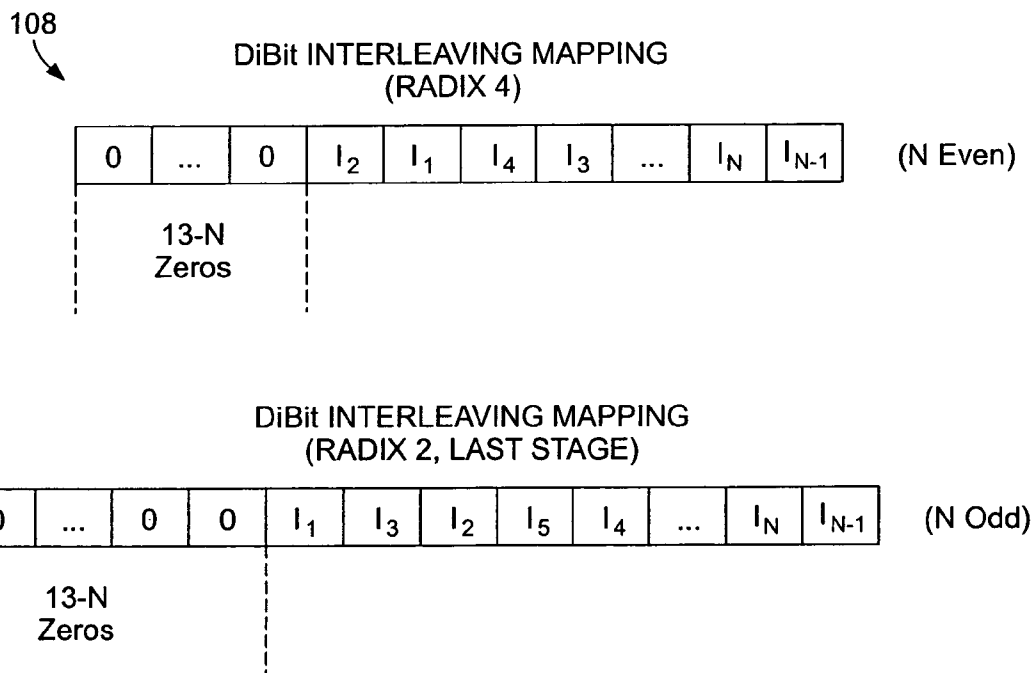 108
DiBit INTERLEAVING MAPPING
(RADIX 4)
0 ... 0 I2 I1 I4 I3 ... IN IN-1 (N Even)
13-N
Zeros
DiBit INTERLEAVING MAPPING
(RADIX 2, LAST STAGE)
0 ... 0 0 I1 I3 I2 I5 I4 ... IN IN-1 (N Odd)
13-N
Zeros